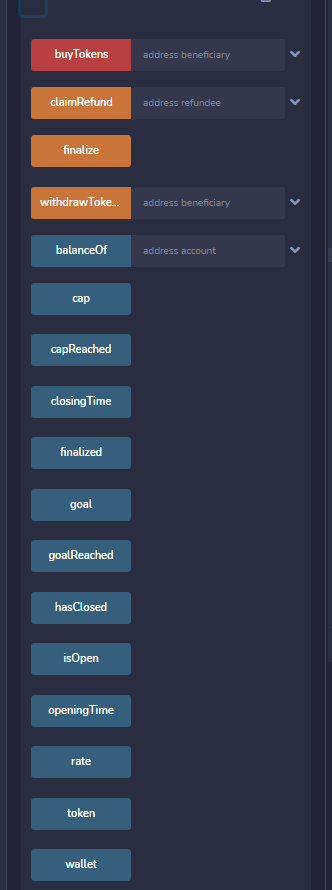 buyTokens address beneficiary
claimRefund address refundee
finalize
withdrawToke... address beneficiary
balanceOf address account
cap
capReached
closingTime
finalized
goal
goalReached
hasClosed
isOpen
openingTime
rate
token
wallet